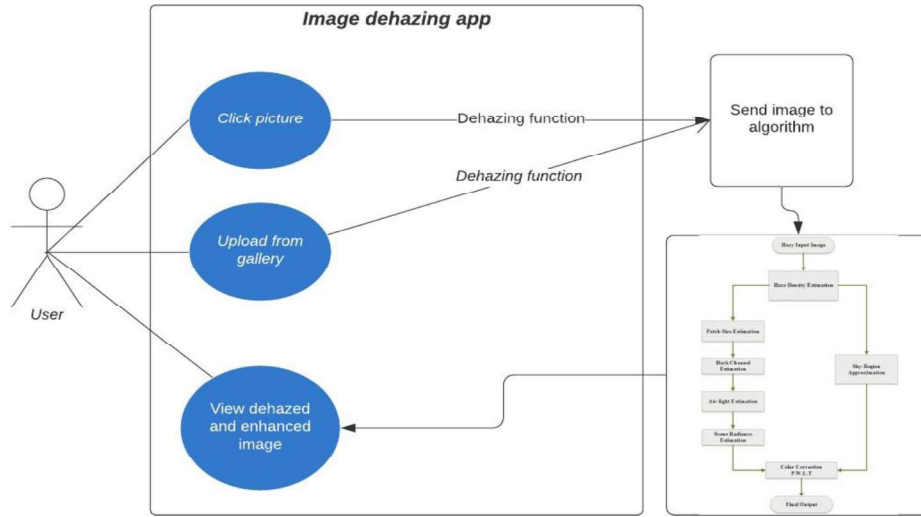 Image dehazing app
Click picture
Dehazing function
Send image to
algorithm
Dehazing function
Upload from
gallery
User
View dehazed
and enhanced
image
Hazy Input Image
Haze Density Estimation
Patch-Size Estimation
Dark Channel
Estimation
Sky-Region
Approximation
Air-light Estimation
Scene Radiance
Estimation
Color Correction
P.W.L.T
Final Output